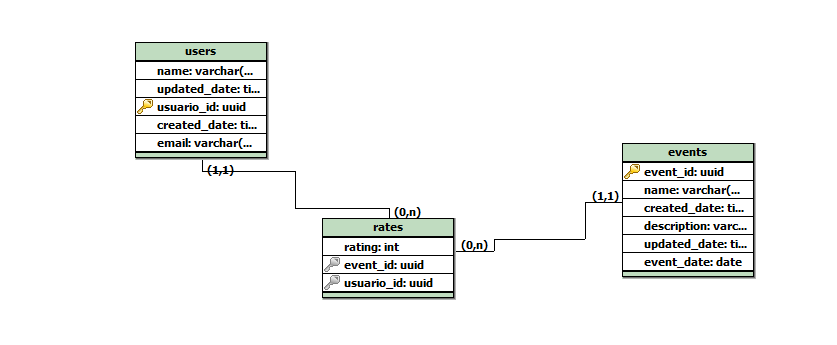 users
name: varchar(...
updated_date: ti...
usuario_id: uuid
created_date: ti...
email: varchar(...
(1,1)
(0,n)
rates
rating: int
event_id: uuid
usuario_id: uuid
(0,n)
(1,1)
events
event_id: uuid
name: varchar(...
created_date: ti...
description: varc...
updated_date: ti...
event_date: date